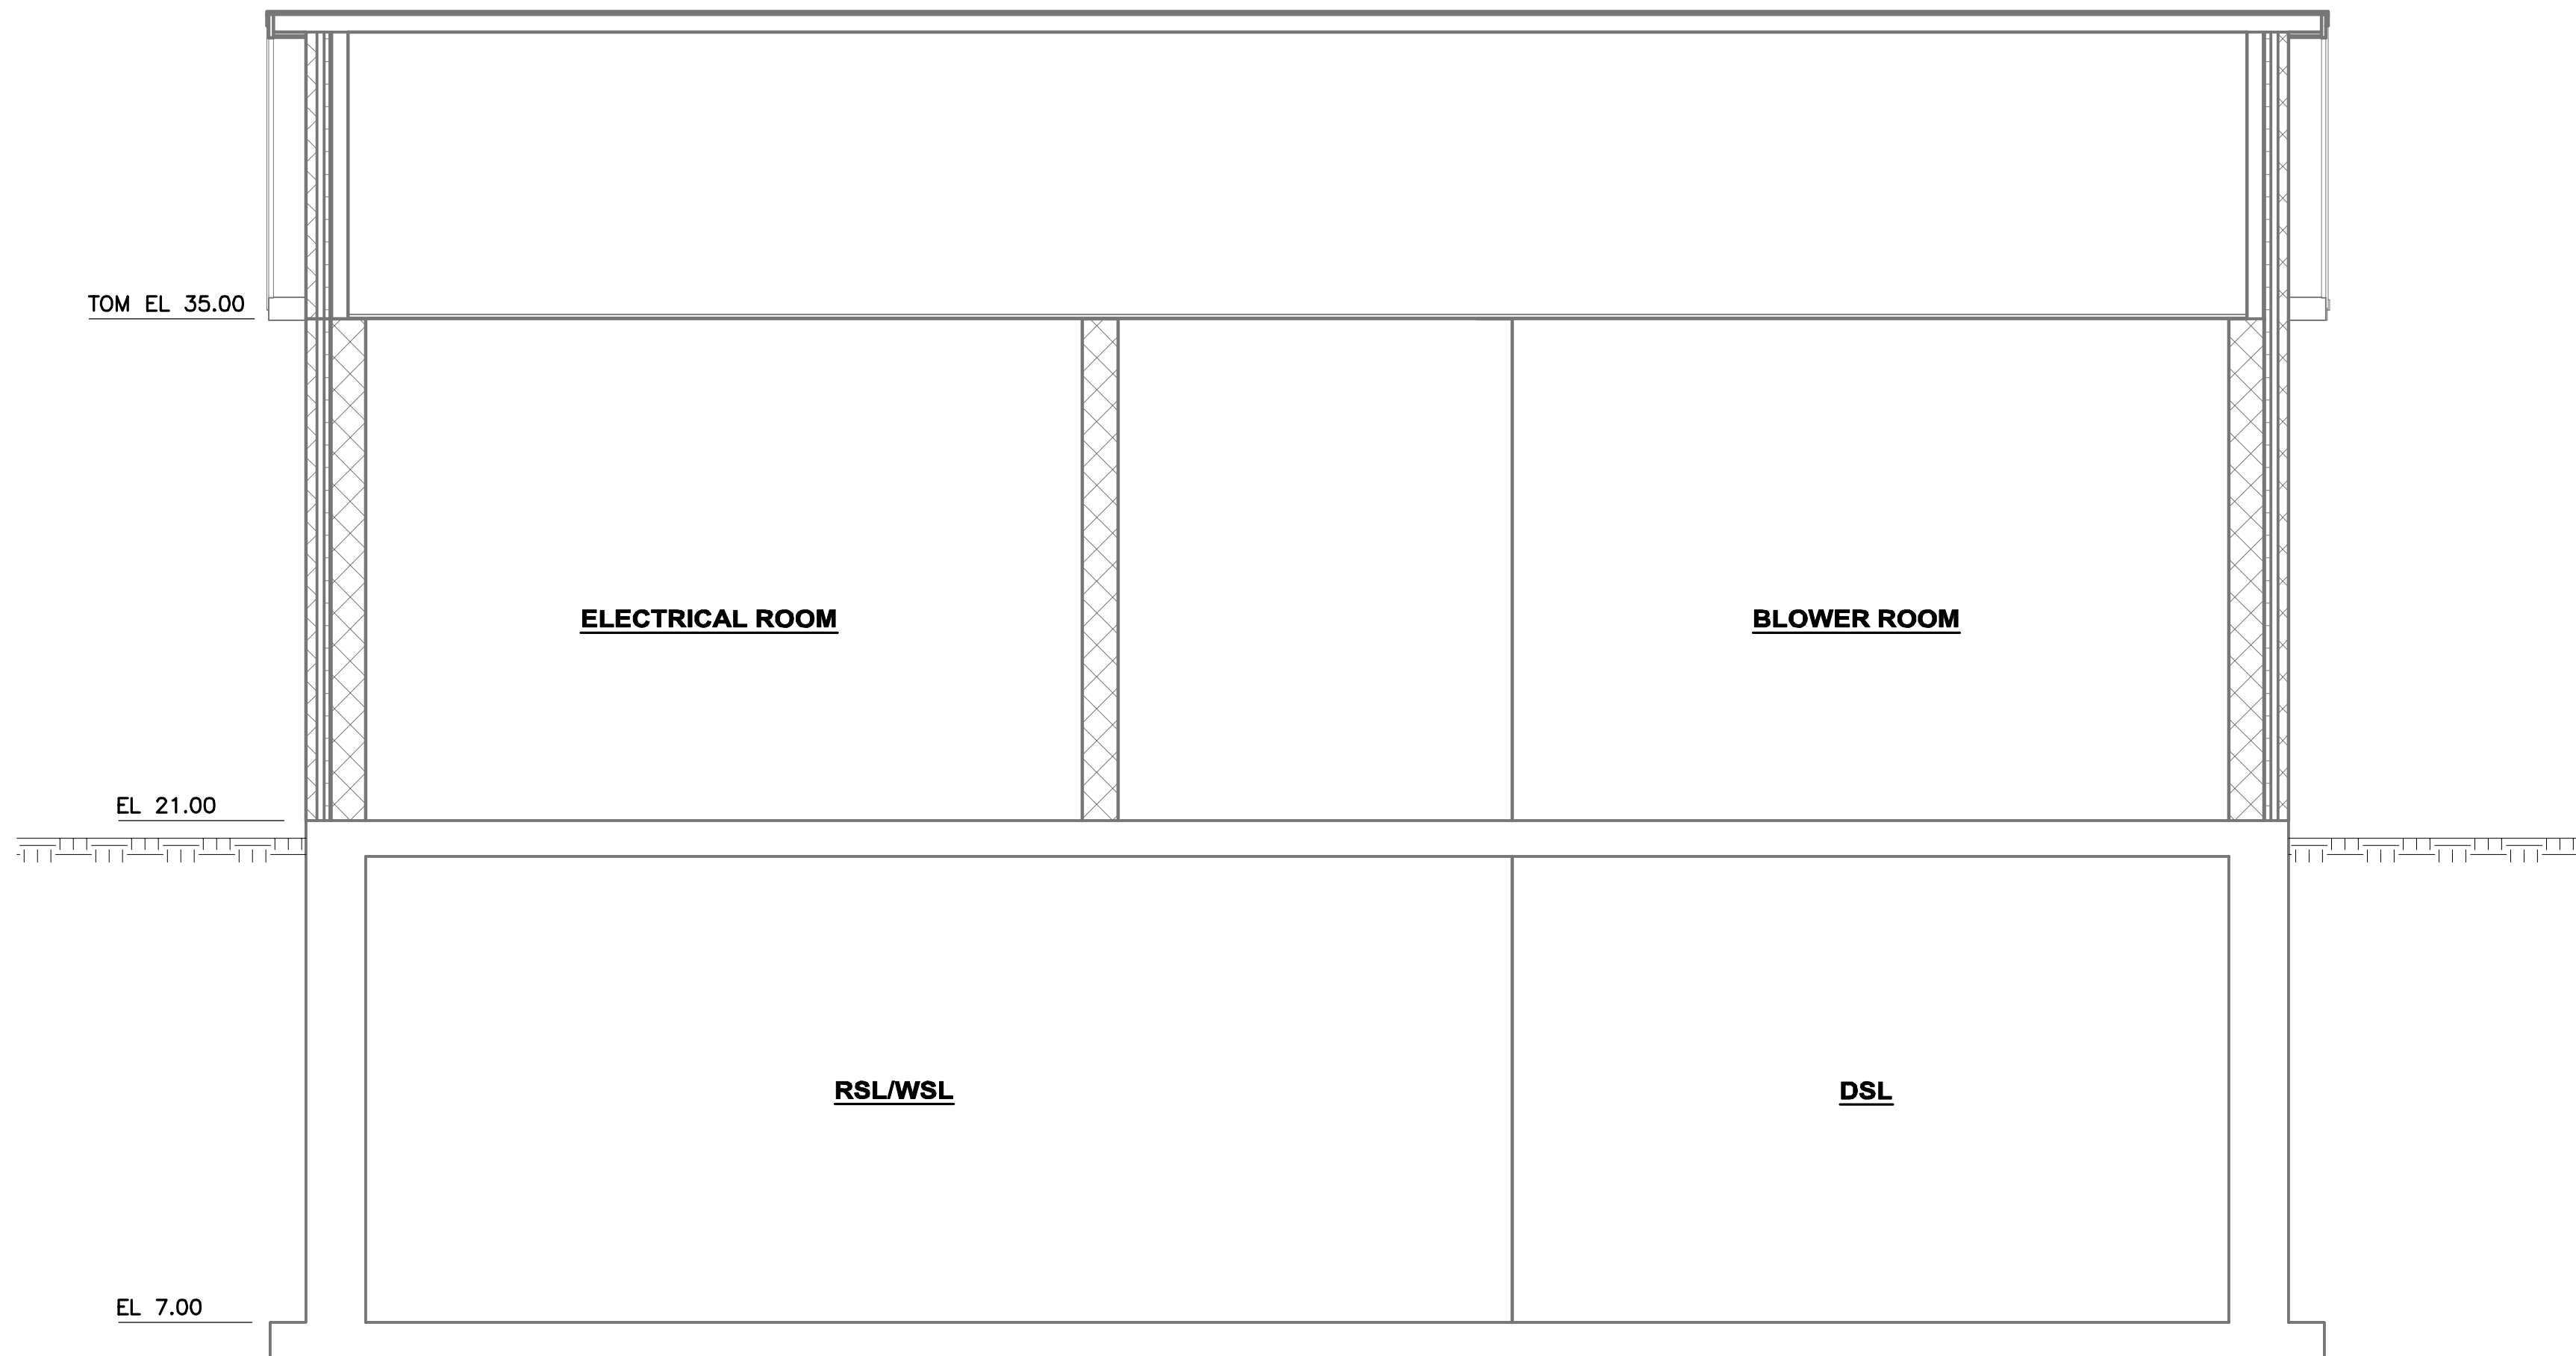 TOM EL 35.00
ELECTRICAL ROOM
BLOWER ROOM
EL 21.00
RSL/WSL
DSL
EL 7.00